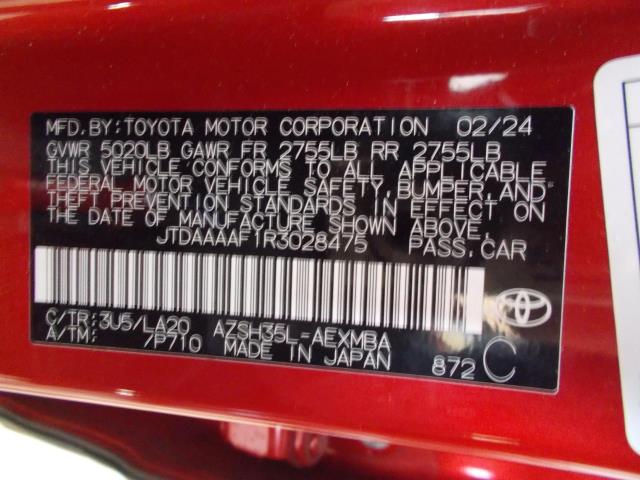 MFD.BY:TOYOTA MOTOR CORPORATION 02/24
GVWR 5020LB GAWR FR 2755LB RR 2755LB
THIS VEHICLE CONFORMS TO ALL APPLICABLE
FEDERAL MOTOR VEHICLE SAFETY, BUMPER, AND
THEFT PREVENTION STANDARDS IN EFFECT ON
THE DATE OF MANUFACTURE SHOWN ABOVE.
JTDAAAAF1R3028475 PASS.CAR
C/TR:3U5/LA20 AZSH35L-AEXMBA
A/TM: /P710 MADE IN JAPAN 872 C